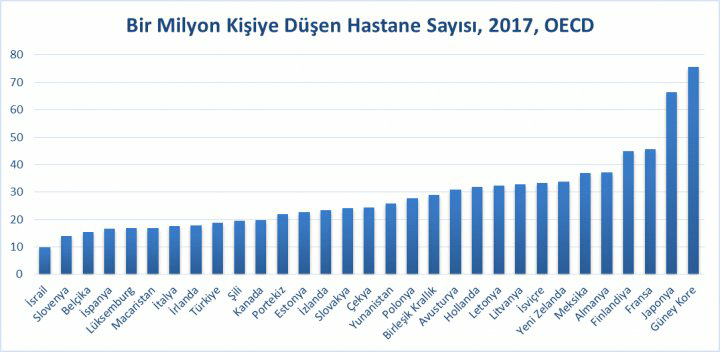 Bir Milyon Kişiye Düşen Hastane Sayısı, 2017, OECD
80
70
60
50
40
30
20
10
0
İsrail
Slovenya
Belçika
İspanya
Lüksemburg
Macaristan
İtalya
İrlanda
Türkiye
Şili
Kanada
Portekiz
Estonya
İzlanda
Slovakya
Çekya
Yunanistan
Polonya
Birleşik Krallık
Avusturya
Hollanda
Letonya
Litvanya
İsviçre
Yeni Zelanda
Meksika
Almanya
Finlandiya
Fransa
Japonya
Güney Kore